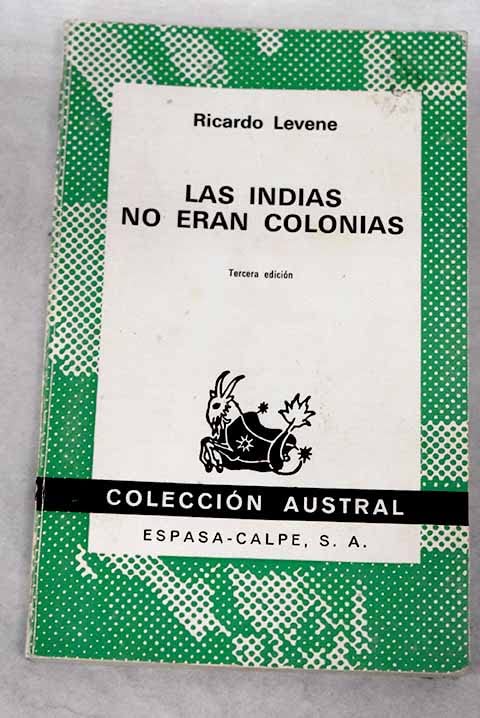 Ricardo Levene
LAS INDIAS
NO ERAN COLONIAS
Tercera edición
COLECCIÓN AUSTRAL
ESPASA-CALPE, S. A.